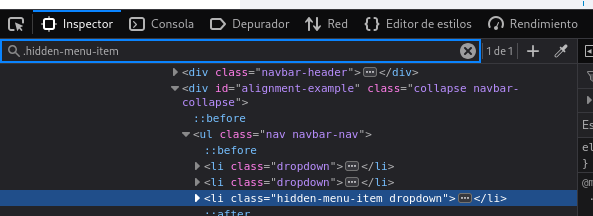 Inspector Consola Depurador Red Editor de estilos Rendimiento
.hidden-menu-item 1 de 1
<div class="navbar-header"> ⋯ </div>
<div id="alignment-example" class="collapse navbar-
collapse">
::before
<ul class="nav navbar-nav">
::before
<li class="dropdown"> ⋯ </li>
<li class="dropdown"> ⋯ </li>
<li class="hidden-menu-item dropdown"> ⋯ </li>
::after
Es
el
}
@m